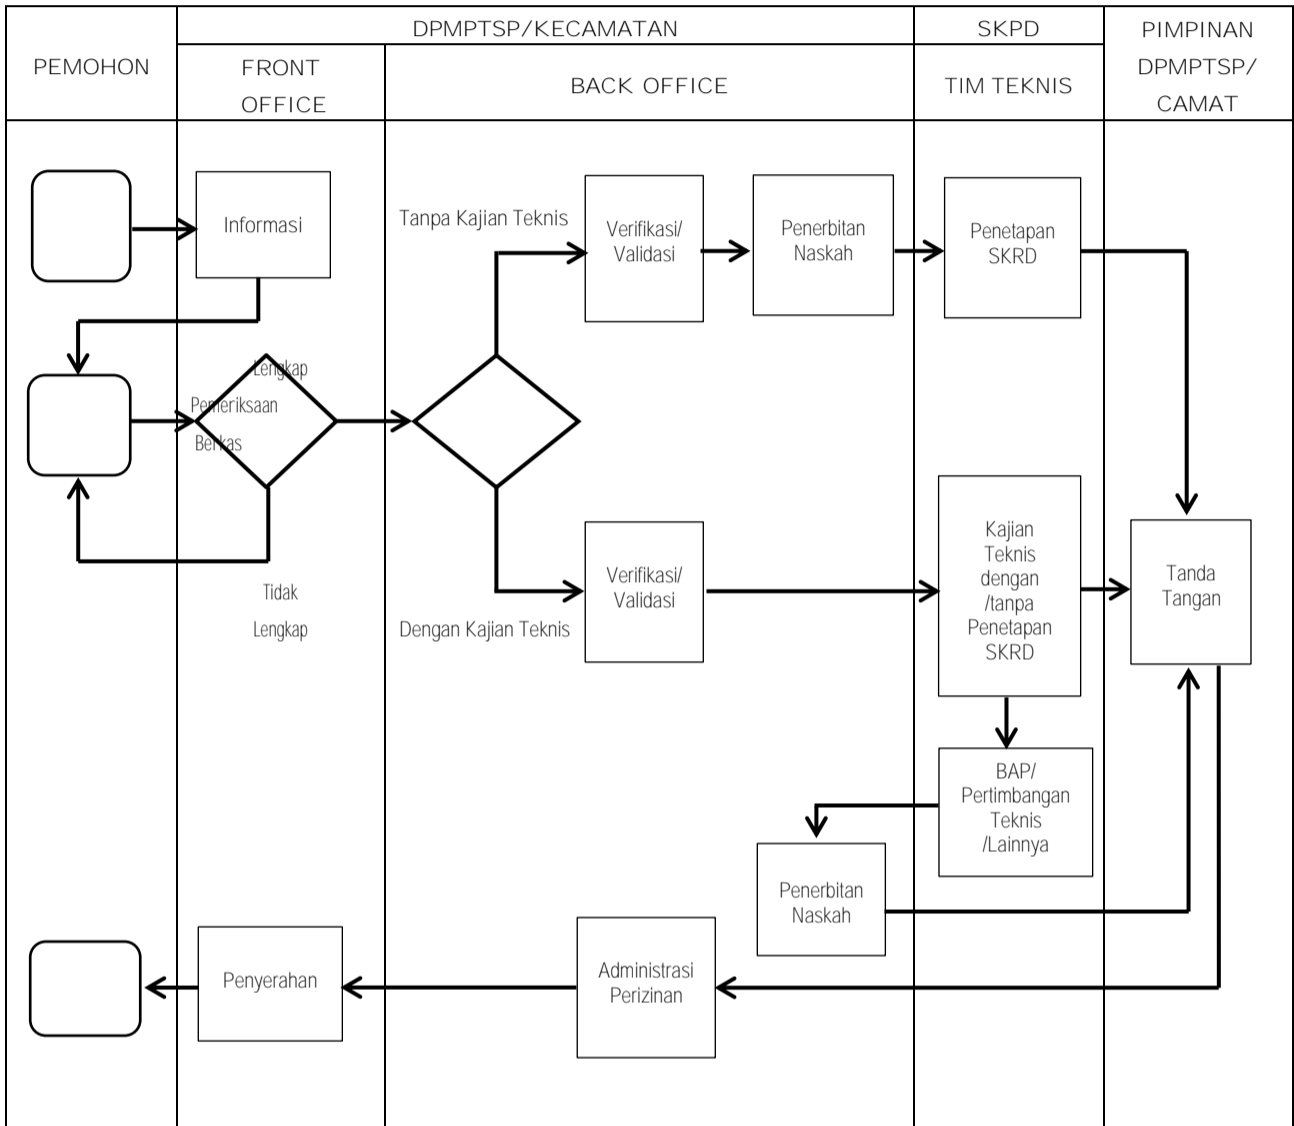 PEMOHON
DPMPTSP/KECAMATAN
FRONT
OFFICE
BACK OFFICE
SKPD
TIM TEKNIS
PIMPINAN
DPMPTSP/
CAMAT
Informasi
Tanpa Kajian Teknis
Verifikasi/
Validasi
Penerbitan
Naskah
Penetapan
SKRD
Lengkap
Pemeriksaan
Berkas
Tidak
Lengkap
Dengan Kajian Teknis
Verifikasi/
Validasi
Kajian
Teknis
dengan
/tanpa
Penetapan
SKRD
Tanda
Tangan
BAP/
Pertimbangan
Teknis
/Lainnya
Penerbitan
Naskah
Administrasi
Perizinan
Penyerahan